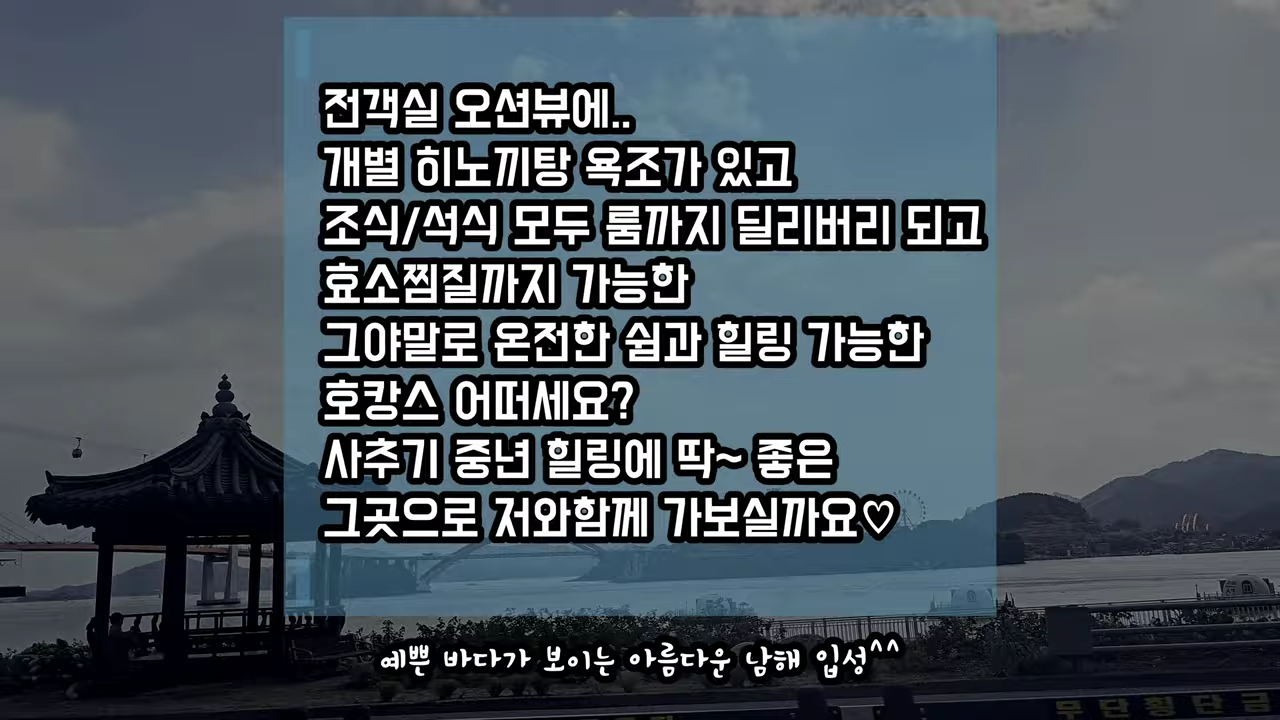 전객실 오션뷰에..
개별 히노끼탕 욕조가 있고
조식/석식 모두 룸까지 딜리버리 되고
효소찜질까지 가능한
그야말로 온전한 쉼과 힐링 가능한
호캉스 어떠세요?
사추기 중년 힐링에 딱~ 좋은
그곳으로 저와함께 가보실까요♡
예쁜 바다가 보이는 아름다운 남해 입성^^
무단횡단금